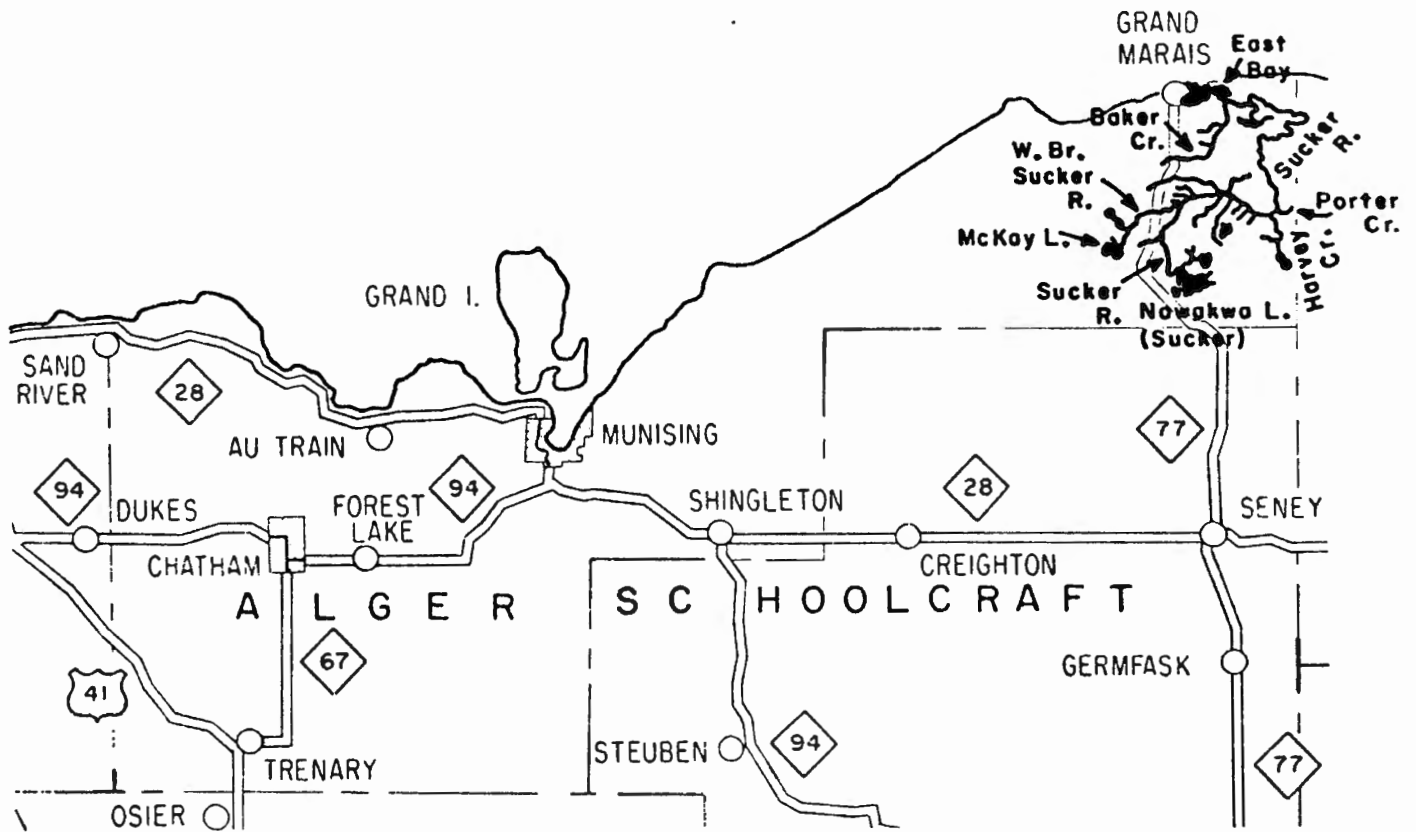 GRAND
MARAIS
East
Bay
Baker
Cr.
Sucker
R.
W. Br.
Sucker
R.
Porter
Cr.
McKay L.
Harvey
Cr.
Sucker
R.
Nawakwa L.
(Sucker)
GRAND I.
SAND
RIVER
28
AU TRAIN
MUNISING
77
94
DUKES
FOREST
LAKE
94
SHINGLETON
28
SENEY
CHATHAM
CREIGHTON
ALGER
SCHOOLCRAFT
67
GERMFASK
41
STEUBEN
94
77
TRENARY
OSIER